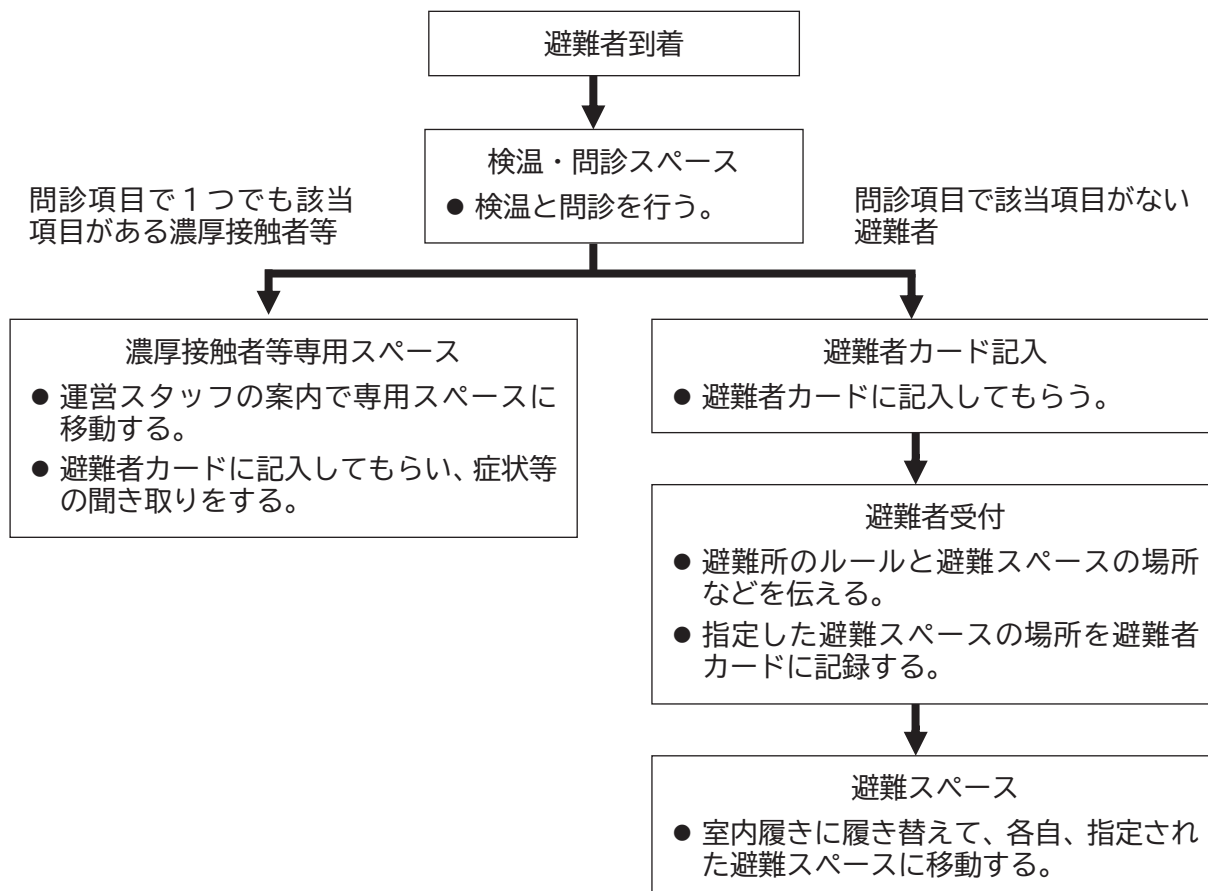 避難者到着
検温・問診スペース
● 検温と問診を行う。
問診項目で１つでも該当
項目がある濃厚接触者等
問診項目で該当項目がない
避難者
濃厚接触者等専用スペース
● 運営スタッフの案内で専用スペースに
移動する。
● 避難者カードに記入してもらい、症状等
の聞き取りをする。
避難者カード記入
● 避難者カードに記入してもらう。
避難者受付
● 避難所のルールと避難スペースの場所
などを伝える。
● 指定した避難スペースの場所を避難者
カードに記録する。
避難スペース
● 室内履きに履き替えて、各自、指定され
た避難スペースに移動する。